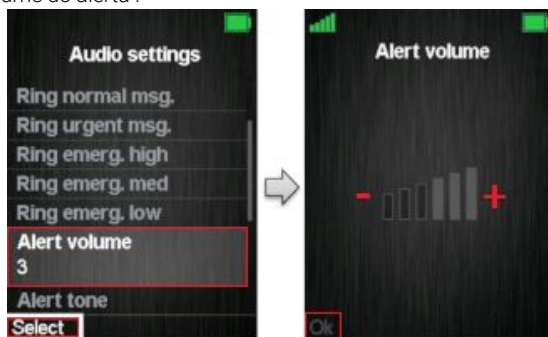 Audio settings
Ring normal msg.
Ring urgent msg.
Ring emerg. high
Ring emerg. med
Ring emerg. low
Alert volume
3
Alert tone
Select
Alert volume
- +
Ok